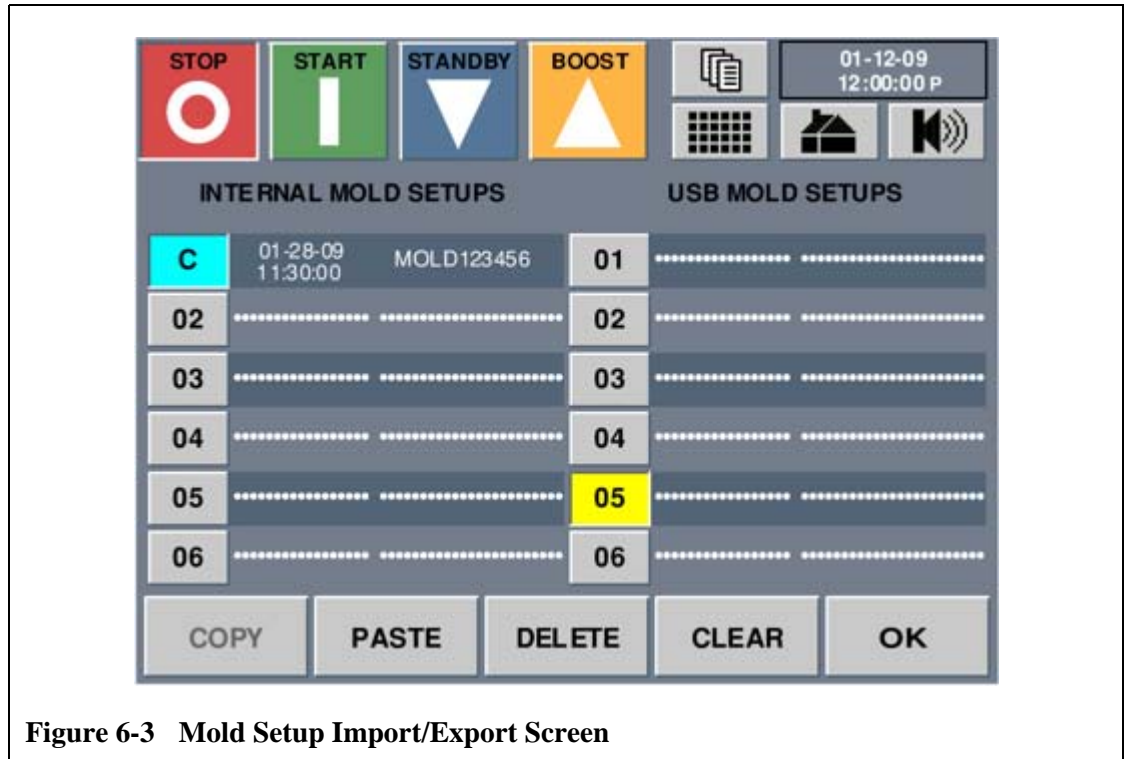 STOP START STANDBY BOOST
01-12-09
12:00:00 P
INTERNAL MOLD SETUPS USB MOLD SETUPS
C 01-28-09 11:30:00 MOLD123456 01
02 02
03 03
04 04
05 05
06 06
COPY PASTE DELETE CLEAR OK
Figure 6-3 Mold Setup Import/Export Screen